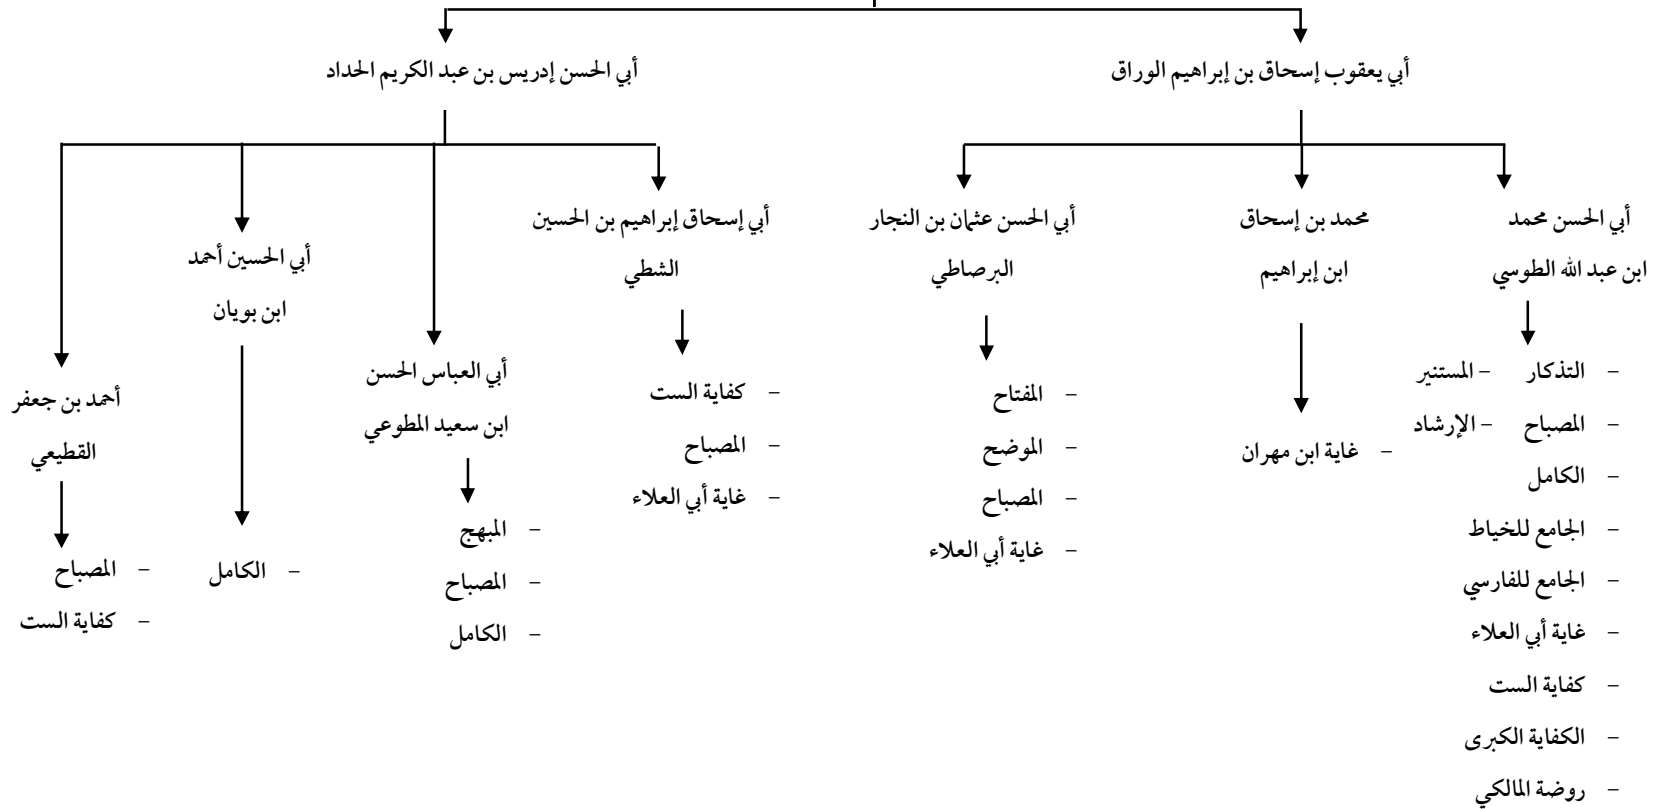 أبي يعقوب إسحاق بن إبراهيم الوراق
أبي الحسن إدريس بن عبد الكريم الحداد
أبي الحسن محمد
ابن عبد الله الطوسي
– التذكار – المستنير
– المصباح – الإرشاد
– الكامل
– الجامع للخياط
– الجامع للفارسي
– غاية أبي العلاء
– كفاية الست
– الكفاية الكبرى
– روضة المالكي
محمد بن إسحاق
ابن إبراهيم
– غاية ابن مهران
أبي الحسن عثمان بن النجار
البرصاطي
– المفتاح
– الموضح
– المصباح
– غاية أبي العلاء
أبي إسحاق إبراهيم بن الحسين
الشطي
– كفاية الست
– المصباح
– غاية أبي العلاء
أبي العباس الحسن
ابن سعيد المطوعي
– المبهج
– المصباح
– الكامل
أبي الحسين أحمد
ابن بويان
– الكامل
أحمد بن جعفر
القطيعي
– المصباح
– كفاية الست